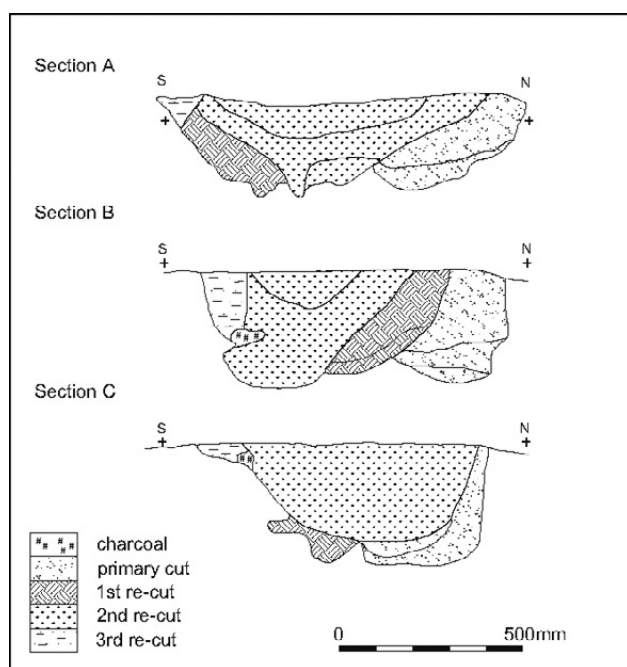 Section A
S N
+ +
Section B
S N
+ +
Section C
S N
+ +
charcoal
primary cut
1st re-cut
2nd re-cut
3rd re-cut
0 500mm